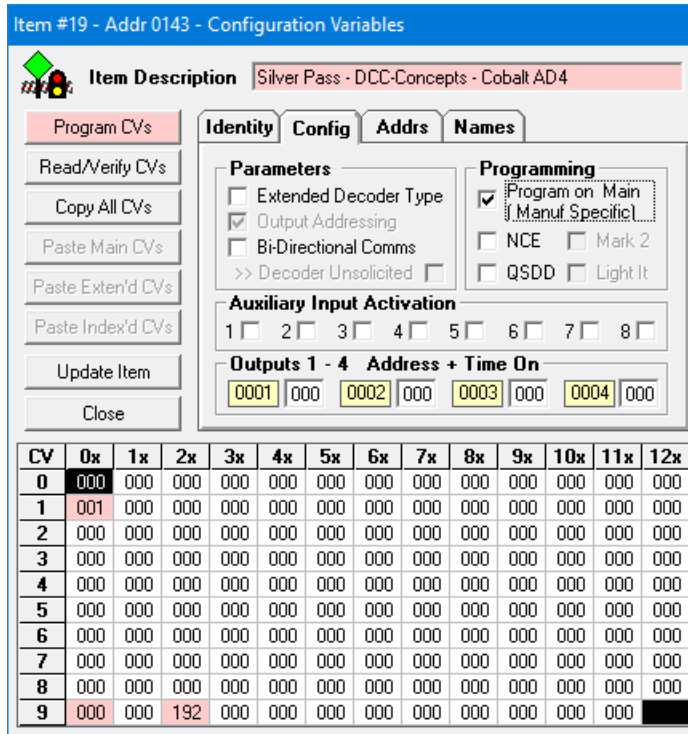 Item #19 - Addr 0143 - Configuration Variables
Item Description Silver Pass - DCC-Concepts - Cobalt AD4
Program CVs
Read/Verify CVs
Copy All CVs
Paste Main CVs
Paste Exten'd CVs
Paste Index'd CVs
Update Item
Close
Identity Config Addrs Names
Parameters
Extended Decoder Type
Output Addressing
Bi-Directional Comms
>> Decoder Unsolicited
Programming
Program on Main
( Manuf Specific)
NCE Mark 2
QSDD Light It
Auxiliary Input Activation
1 2 3 4 5 6 7 8
Outputs 1 - 4 Address + Time On
0001 000 0002 000 0003 000 0004 000
CV 0x 1x 2x 3x 4x 5x 6x 7x 8x 9x 10x 11x 12x
0 000 000 000 000 000 000 000 000 000 000 000 000 000
1 001 000 000 000 000 000 000 000 000 000 000 000 000
2 000 000 000 000 000 000 000 000 000 000 000 000 000
3 000 000 000 000 000 000 000 000 000 000 000 000 000
4 000 000 000 000 000 000 000 000 000 000 000 000 000
5 000 000 000 000 000 000 000 000 000 000 000 000 000
6 000 000 000 000 000 000 000 000 000 000 000 000 000
7 000 000 000 000 000 000 000 000 000 000 000 000 000
8 000 000 000 000 000 000 000 000 000 000 000 000 000
9 000 000 192 000 000 000 000 000 000 000 000 000